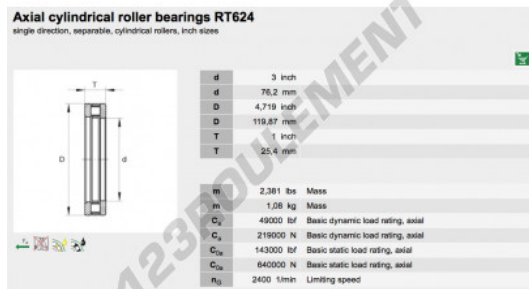 Axial cylindrical roller bearings RT624
single direction, separable, cylindrical rollers, inch sizes
T
D
d
d 3 inch
d 76,2 mm
D 4,719 inch
D 119,87 mm
T 1 inch
T 25,4 mm
m 2,381 lbs Mass
m 1,08 kg Mass
Ca 49000 lbf Basic dynamic load rating, axial
Ca 219000 N Basic dynamic load rating, axial
C0a 143000 lbf Basic static load rating, axial
C0a 640000 N Basic static load rating, axial
nG 2400 1/min Limiting speed
123ROULEMENT